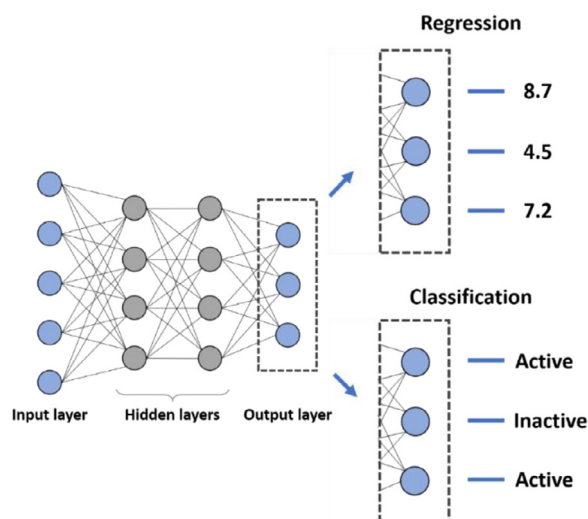 Regression
8.7
4.5
7.2
Input layer
Hidden layers
Output layer
Classification
Active
Inactive
Active